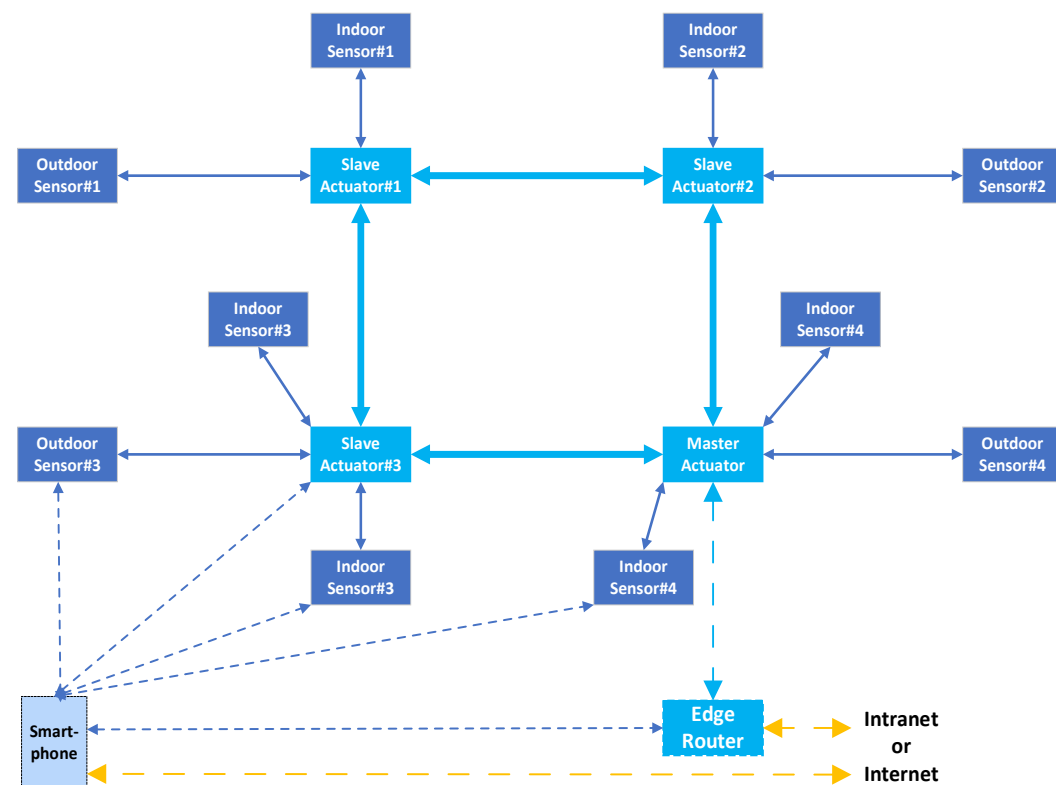 Indoor
Sensor#1
Indoor
Sensor#2
Outdoor
Sensor#1
Slave
Actuator#1
Slave
Actuator#2
Outdoor
Sensor#2
Indoor
Sensor#3
Indoor
Sensor#4
Outdoor
Sensor#3
Slave
Actuator#3
Master
Actuator
Outdoor
Sensor#4
Indoor
Sensor#3
Indoor
Sensor#4
Smart-
phone
Edge
Router
Intranet
or
Internet